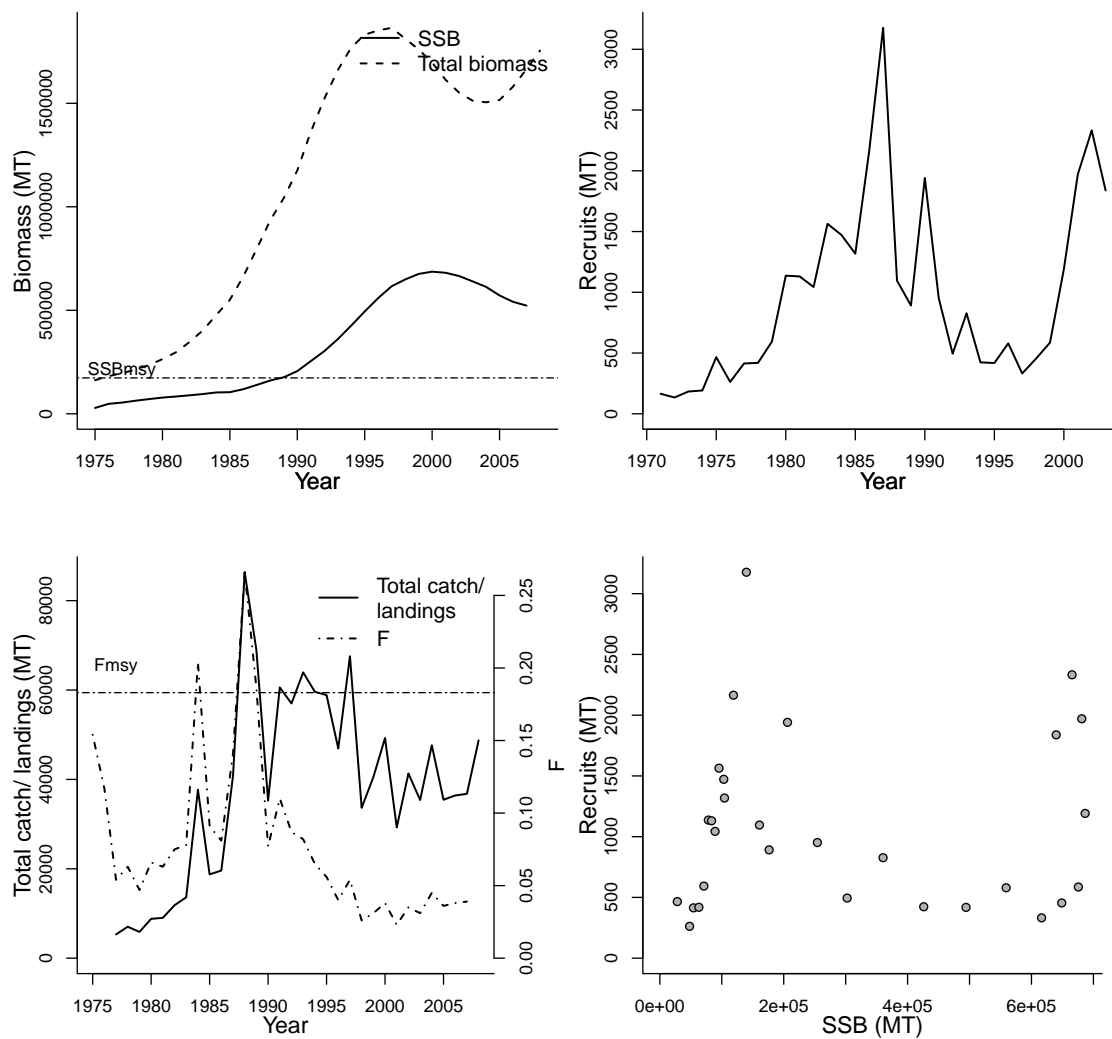 SSB
Total biomass
Biomass (MT)
1500000
1000000
500000
0
SSBmsy
1975 1980 1985 1990 1995 2000 2005
Year
Recruits (MT)
3000
2500
2000
1500
1000
500
0
1970 1975 1980 1985 1990 1995 2000
Year
Total catch/
landings
F
Total catch/ landings (MT)
80000
60000
40000
20000
0
Fmsy
0.25
0.20
0.15
0.10
0.05
0.00
F
1975 1980 1985 1990 1995 2000 2005
Year
Recruits (MT)
3000
2500
2000
1500
1000
500
0
0e+00 2e+05 4e+05 6e+05
SSB (MT)